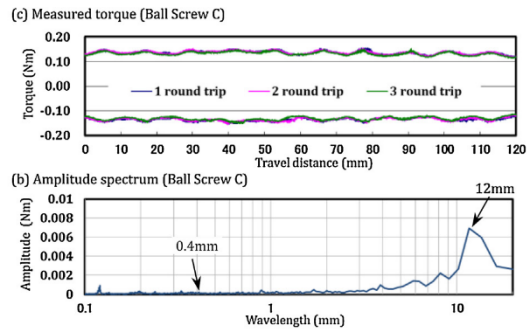 (c) Measured torque (Ball Screw C)
Torque (Nm)
0.20
0.10
0.00
-0.10
-0.20
1 round trip 2 round trip 3 round trip
0 10 20 30 40 50 60 70 80 90 100 110 120
Travel distance (mm)
(b) Amplitude spectrum (Ball Screw C)
Amplitude (Nm)
0.01
0.008
0.006
0.004
0.002
0
12mm
0.4mm
0.1 1 10
Wavelength (mm)